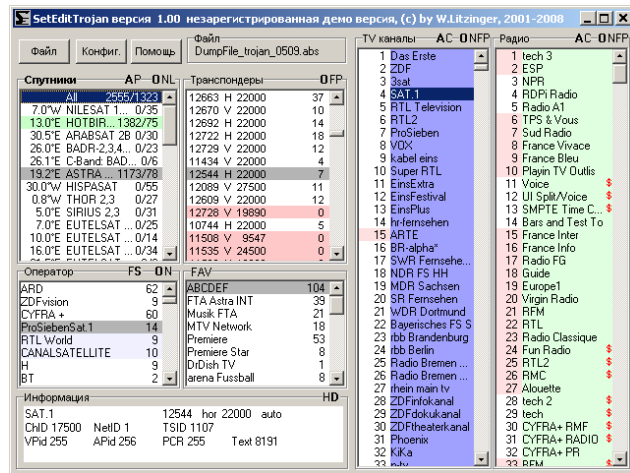 SetEditTrojan версия 1.00 незарегистрированная демо версия, (c) by W.Litzinger, 2001-2008
Файл Конфиг. Помощь
Файл
DumpFile_trojan_0509.abs
Спутники AP ONL
All 2555/1323
7.0°W NILESAT 1... 0/35
13.0°E HOTBIR... 1382/75
30.5°E ARABSAT 2B 0/30
26.0°E BADR-2,3,4... 0/23
26.1°E C-Band: BAD... 0/6
19.2°E ASTRA ... 1173/78
30.0°W HISPASAT 0/55
0.8°W THOR 2,3 0/27
5.0°E SIRIUS 2,3 0/31
7.0°E EUTELSAT ... 0/25
10.0°E EUTELSAT ... 0/14
16.0°E EUTELSAT ... 0/34
Транспондеры OFP
12663 H 22000 37
12670 V 22000 10
12692 H 22000 14
12722 H 22000 18
12729 V 22000 12
11434 V 22000 4
12544 H 22000 7
12089 V 27500 11
12609 V 22000 12
12728 V 19890 0
10744 H 22000 5
11508 V 9547 0
11535 V 24500 0
Оператор FS ON
ARD 62
ZDFvision 9
CYFRA + 60
ProSiebenSat.1 14
RTL World 9
CANALSATELLITE 10
H 9
BT 2
FAV
ABCDEF 104
FTA Astra INT 39
Musik FTA 21
MTV Network 18
Premiere 53
Premiere Star 8
DrDish TV 1
arena Fussball 8
Информация HD
SAT.1 12544 hor 22000 auto
ChID 17500 NetID 1 TSID 1107
VPid 255 APid 256 PCR 255 Text 8191
TV каналы AC ONFP
1 Das Erste
2 ZDF
3 3sat
4 SAT.1
5 RTL Television
6 RTL2
7 ProSieben
8 VOX
9 kabel eins
10 Super RTL
11 EinsExtra
12 EinsFestival
13 EinsPlus
14 hr-fernsehen
15 ARTE
16 BR-alpha*
17 SWR Fernsehe...
18 NDR FS HH
19 MDR Sachsen
20 SR Fernsehen
21 WDR Dortmund
22 Bayerisches FS S
23 rbb Brandenburg
24 rbb Berlin
25 Radio Bremen ...
26 Radio Bremen ...
27 rhein main tv
28 ZDFinfokanal
29 ZDFdokukanal
30 ZDFtheaterkanal
31 Phoenix
32 KiKa
33 n-tv
Радио AC ONFP
1 tech 3
2 ESP
3 NPR
4 RDPi Radio
5 Radio A1
6 TPS & Vous
7 Sud Radio
8 France Vivace
9 France Bleu
10 Playin TV Outlis
11 Voice $
12 UI Split/Voice $
13 SMPTE Time C... $
14 Bars and Test To
15 France Inter
16 France Info
17 Radio FG
18 Guide
19 Europe1
20 Virgin Radio
21 RFM
22 RTL
23 Radio Classique
24 Fun Radio $
25 RTL2 $
26 RMC $
27 Alouette
28 tech 2 $
29 tech $
30 CYFRA+ RMF $
31 CYFRA+ RADIO $
32 CYFRA+ PR
33 BFM $